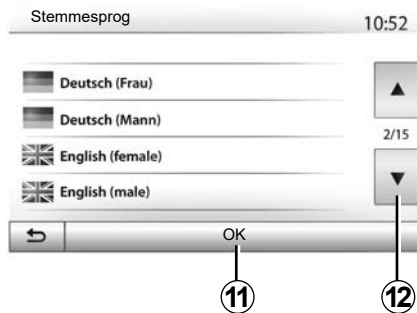 Stemmesprog 10:52
Deutsch (Frau)
Deutsch (Mann)
2/15
English (female)
English (male)
OK
11 12